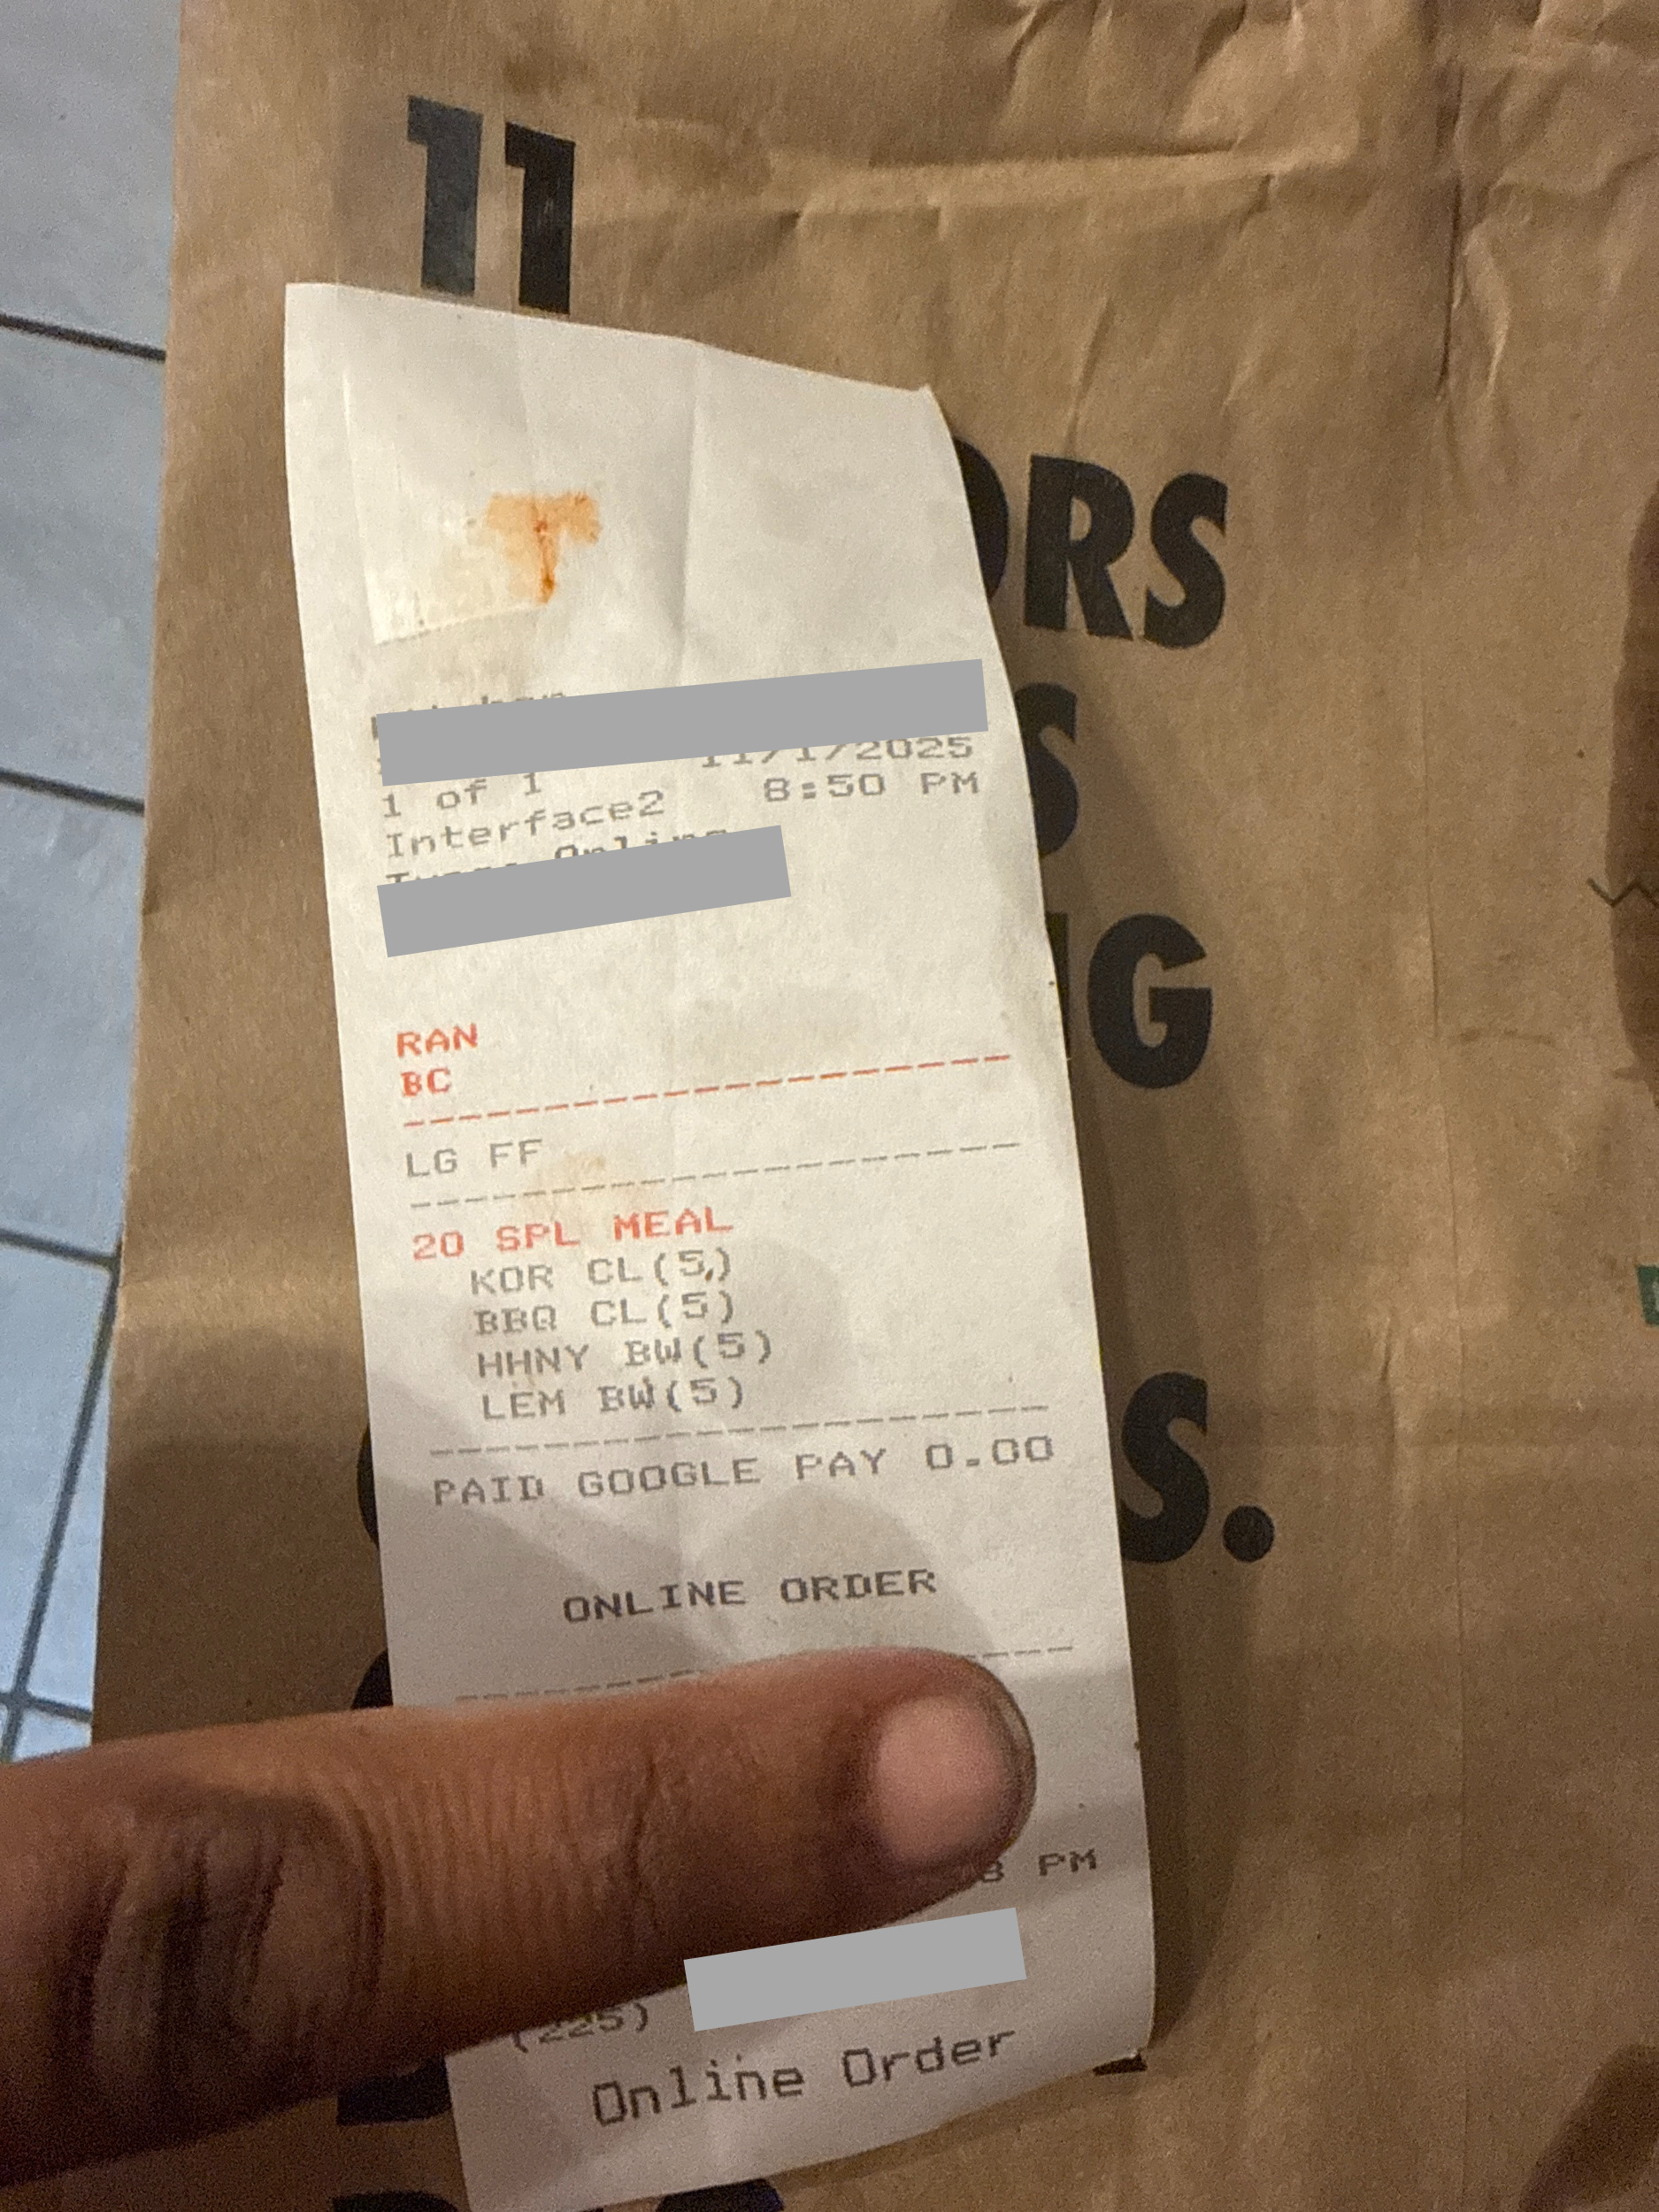 11
ORS
S
G
S.
11/1/2025
1 of 1
8:50 PM
Interface2
RAN
BC
LG FF
20 SPL MEAL
KOR CL(5)
BBQ CL(5)
HHNY BW(5)
LEM BW(5)
PAID GOOGLE PAY 0.00
ONLINE ORDER
PM
(225)
Online Order